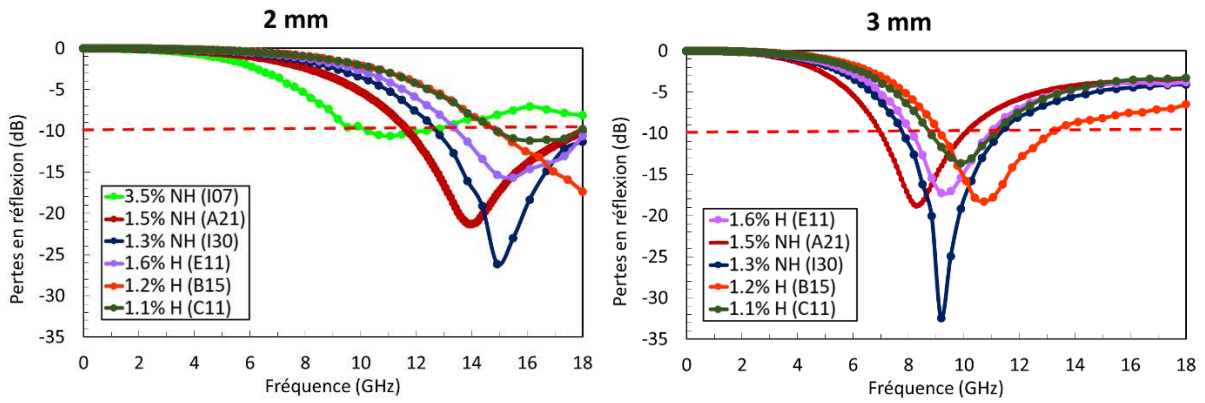 2 mm
0
-5
-10
-15
-20
-25
-30
-35
Pertes en réflexion (dB)
3.5% NH (I07)
1.5% NH (A21)
1.3% NH (I30)
1.6% H (E11)
1.2% H (B15)
1.1% H (C11)
0 2 4 6 8 10 12 14 16 18
Fréquence (GHz)
3 mm
0
-5
-10
-15
-20
-25
-30
-35
Pertes en réflexion (dB)
1.6% H (E11)
1.5% NH (A21)
1.3% NH (I30)
1.2% H (B15)
1.1% H (C11)
0 2 4 6 8 10 12 14 16 18
Fréquence (GHz)